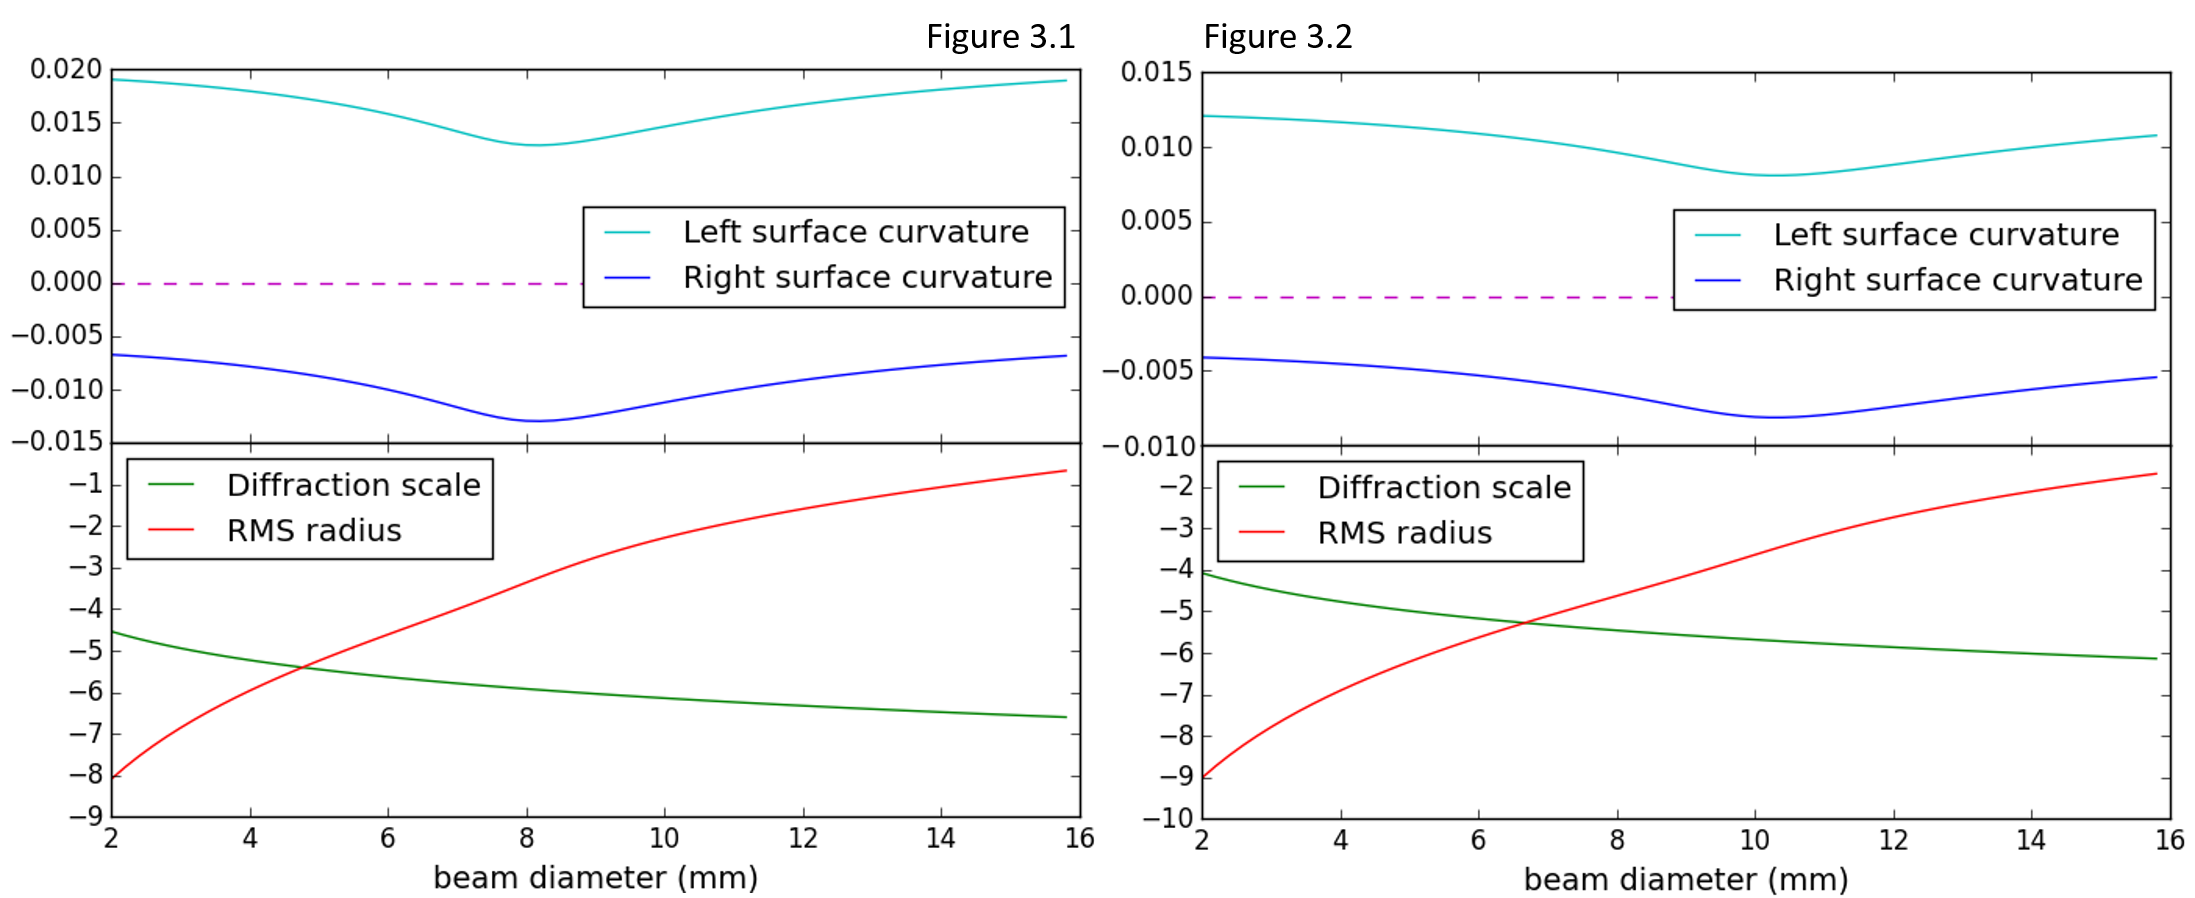 Figure 3.1
0.020
0.015
0.010
0.005
0.000
−0.005
−0.010
−0.015
Left surface curvature
Right surface curvature
Diffraction scale
RMS radius
−1
−2
−3
−4
−5
−6
−7
−8
−9
2 4 6 8 10 12 14 16
beam diameter (mm)
Figure 3.2
0.015
0.010
0.005
0.000
−0.005
−0.010
Left surface curvature
Right surface curvature
Diffraction scale
RMS radius
−2
−3
−4
−5
−6
−7
−8
−9
−10
2 4 6 8 10 12 14 16
beam diameter (mm)